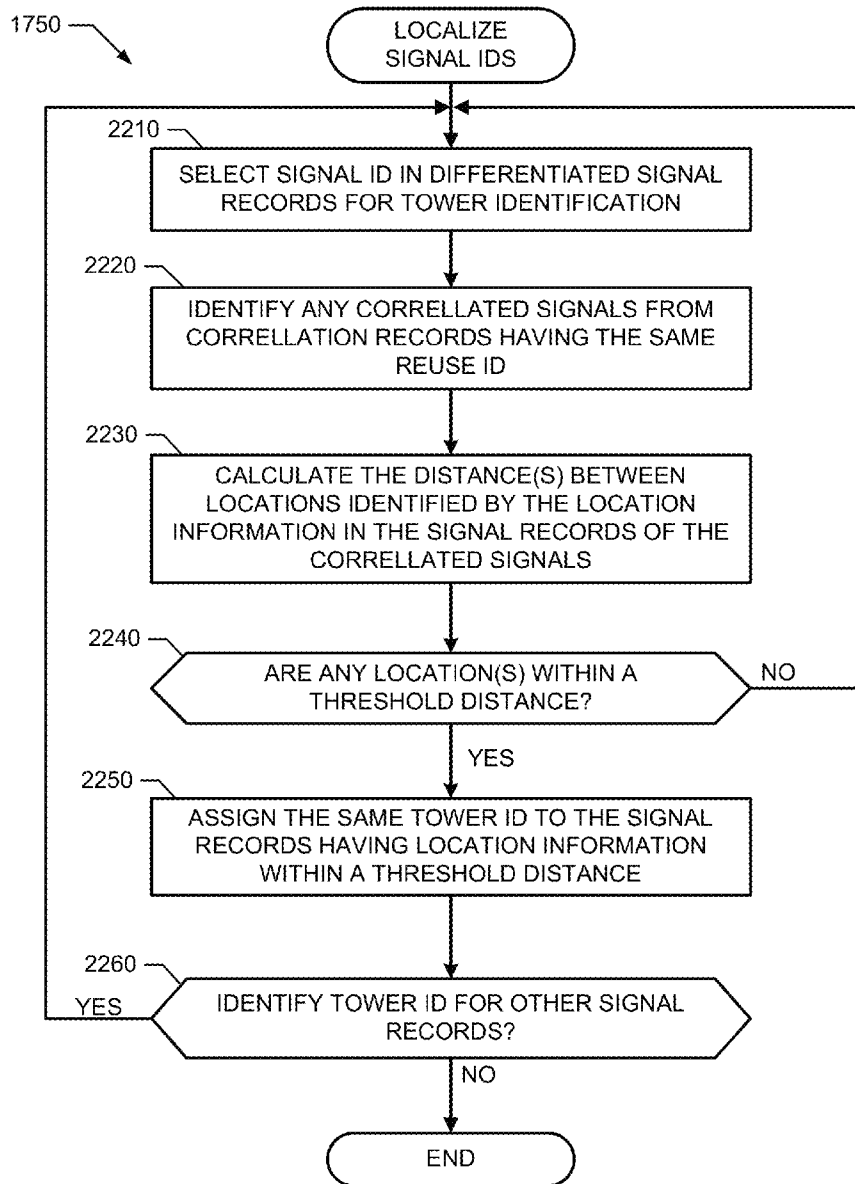 1750
LOCALIZE
SIGNAL IDS
2210
SELECT SIGNAL ID IN DIFFERENTIATED SIGNAL
RECORDS FOR TOWER IDENTIFICATION
2220
IDENTIFY ANY CORRELLATED SIGNALS FROM
CORRELLATION RECORDS HAVING THE SAME
REUSE ID
2230
CALCULATE THE DISTANCE(S) BETWEEN
LOCATIONS IDENTIFIED BY THE LOCATION
INFORMATION IN THE SIGNAL RECORDS OF THE
CORRELLATED SIGNALS
2240
ARE ANY LOCATION(S) WITHIN A
THRESHOLD DISTANCE?
NO
YES
2250
ASSIGN THE SAME TOWER ID TO THE SIGNAL
RECORDS HAVING LOCATION INFORMATION
WITHIN A THRESHOLD DISTANCE
2260
YES
IDENTIFY TOWER ID FOR OTHER SIGNAL
RECORDS?
NO
END